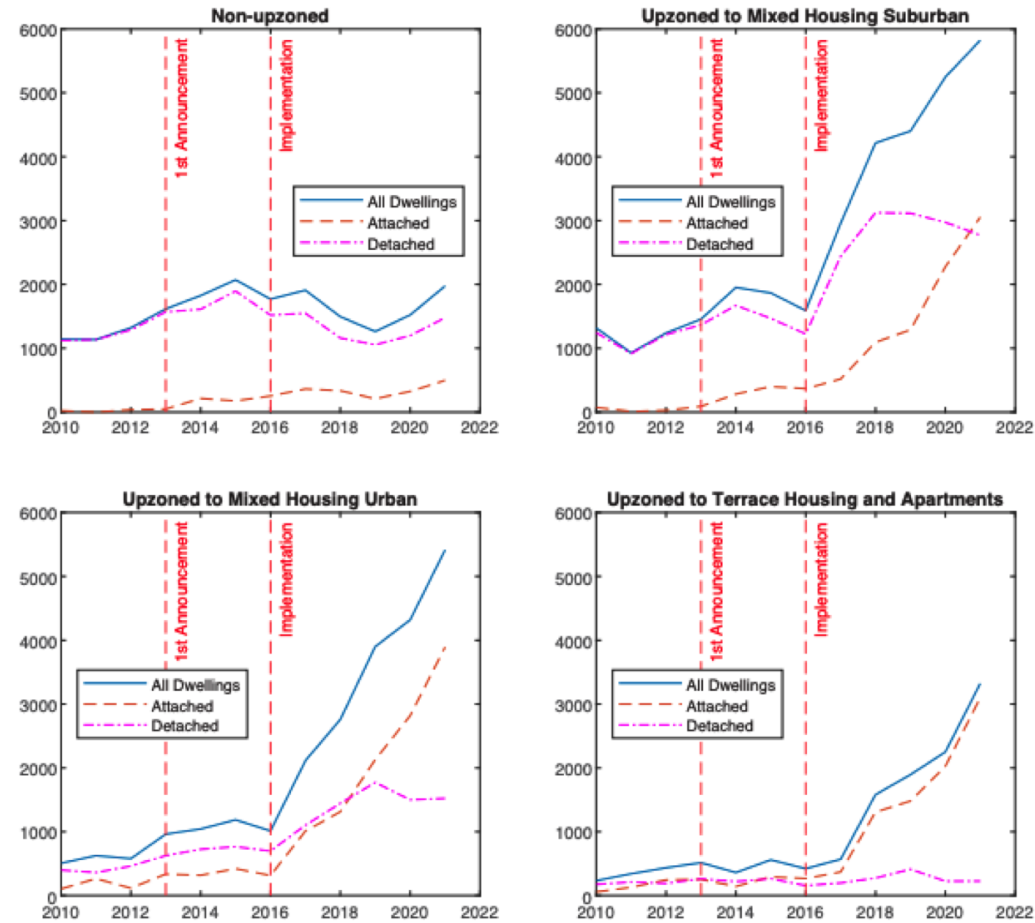 Non-upzoned
6000
5000
4000
3000
2000
1000
0
2010 2012 2014 2016 2018 2020 2022
1st Announcement
Implementation
All Dwellings
Attached
Detached
Upzoned to Mixed Housing Suburban
6000
5000
4000
3000
2000
1000
0
2010 2012 2014 2016 2018 2020 2022
1st Announcement
Implementation
All Dwellings
Attached
Detached
Upzoned to Mixed Housing Urban
6000
5000
4000
3000
2000
1000
0
2010 2012 2014 2016 2018 2020 2022
1st Announcement
Implementation
All Dwellings
Attached
Detached
Upzoned to Terrace Housing and Apartments
6000
5000
4000
3000
2000
1000
0
2010 2012 2014 2016 2018 2020 2022
1st Announcement
Implementation
All Dwellings
Attached
Detached